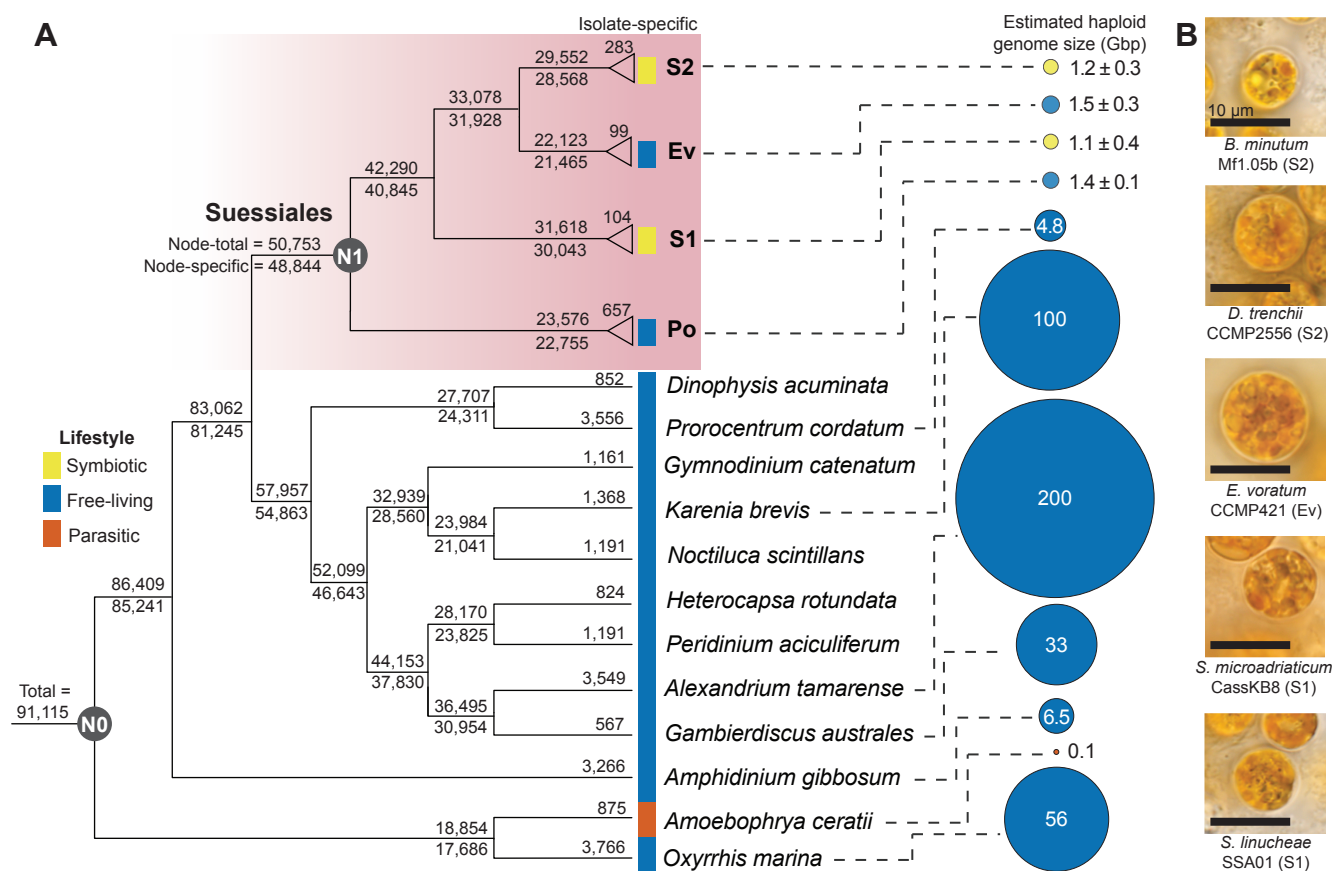 A
Isolate-specific
Estimated haploid
genome size (Gbp)
B
283
29,552
28,568
S2
1.2 ± 0.3
33,078
31,928
1.5 ± 0.3
99
22,123
21,465
Ev
1.1 ± 0.4
42,290
40,845
1.4 ± 0.1
Suessiales
Node-total = 50,753
Node-specific = 48,844
N1
104
31,618
30,043
S1
4.8
657
23,576
22,755
Po
100
852
Dinophysis acuminata
27,707
24,311
3,556
Prorocentrum cordatum
83,062
81,245
Lifestyle
Symbiotic
Free-living
Parasitic
1,161
Gymnodinium catenatum
57,957
54,863
32,939
28,560
200
1,368
Karenia brevis
23,984
21,041
1,191
Noctiluca scintillans
52,099
46,643
86,409
85,241
824
Heterocapsa rotundata
28,170
23,825
1,191
Peridinium aciculiferum
33
44,153
37,830
3,549
Alexandrium tamarense
36,495
30,954
567
Gambierdiscus australes
6.5
Total =
91,115
N0
3,266
Amphidinium gibbosum
0.1
875
Amoebophrya ceratii
18,854
17,686
56
3,766
Oxyrrhis marina
10 µm
B. minutum
Mf1.05b (S2)
D. trenchii
CCMP2556 (S2)
E. voratum
CCMP421 (Ev)
S. microadriaticum
CassKB8 (S1)
S. linucheae
SSA01 (S1)